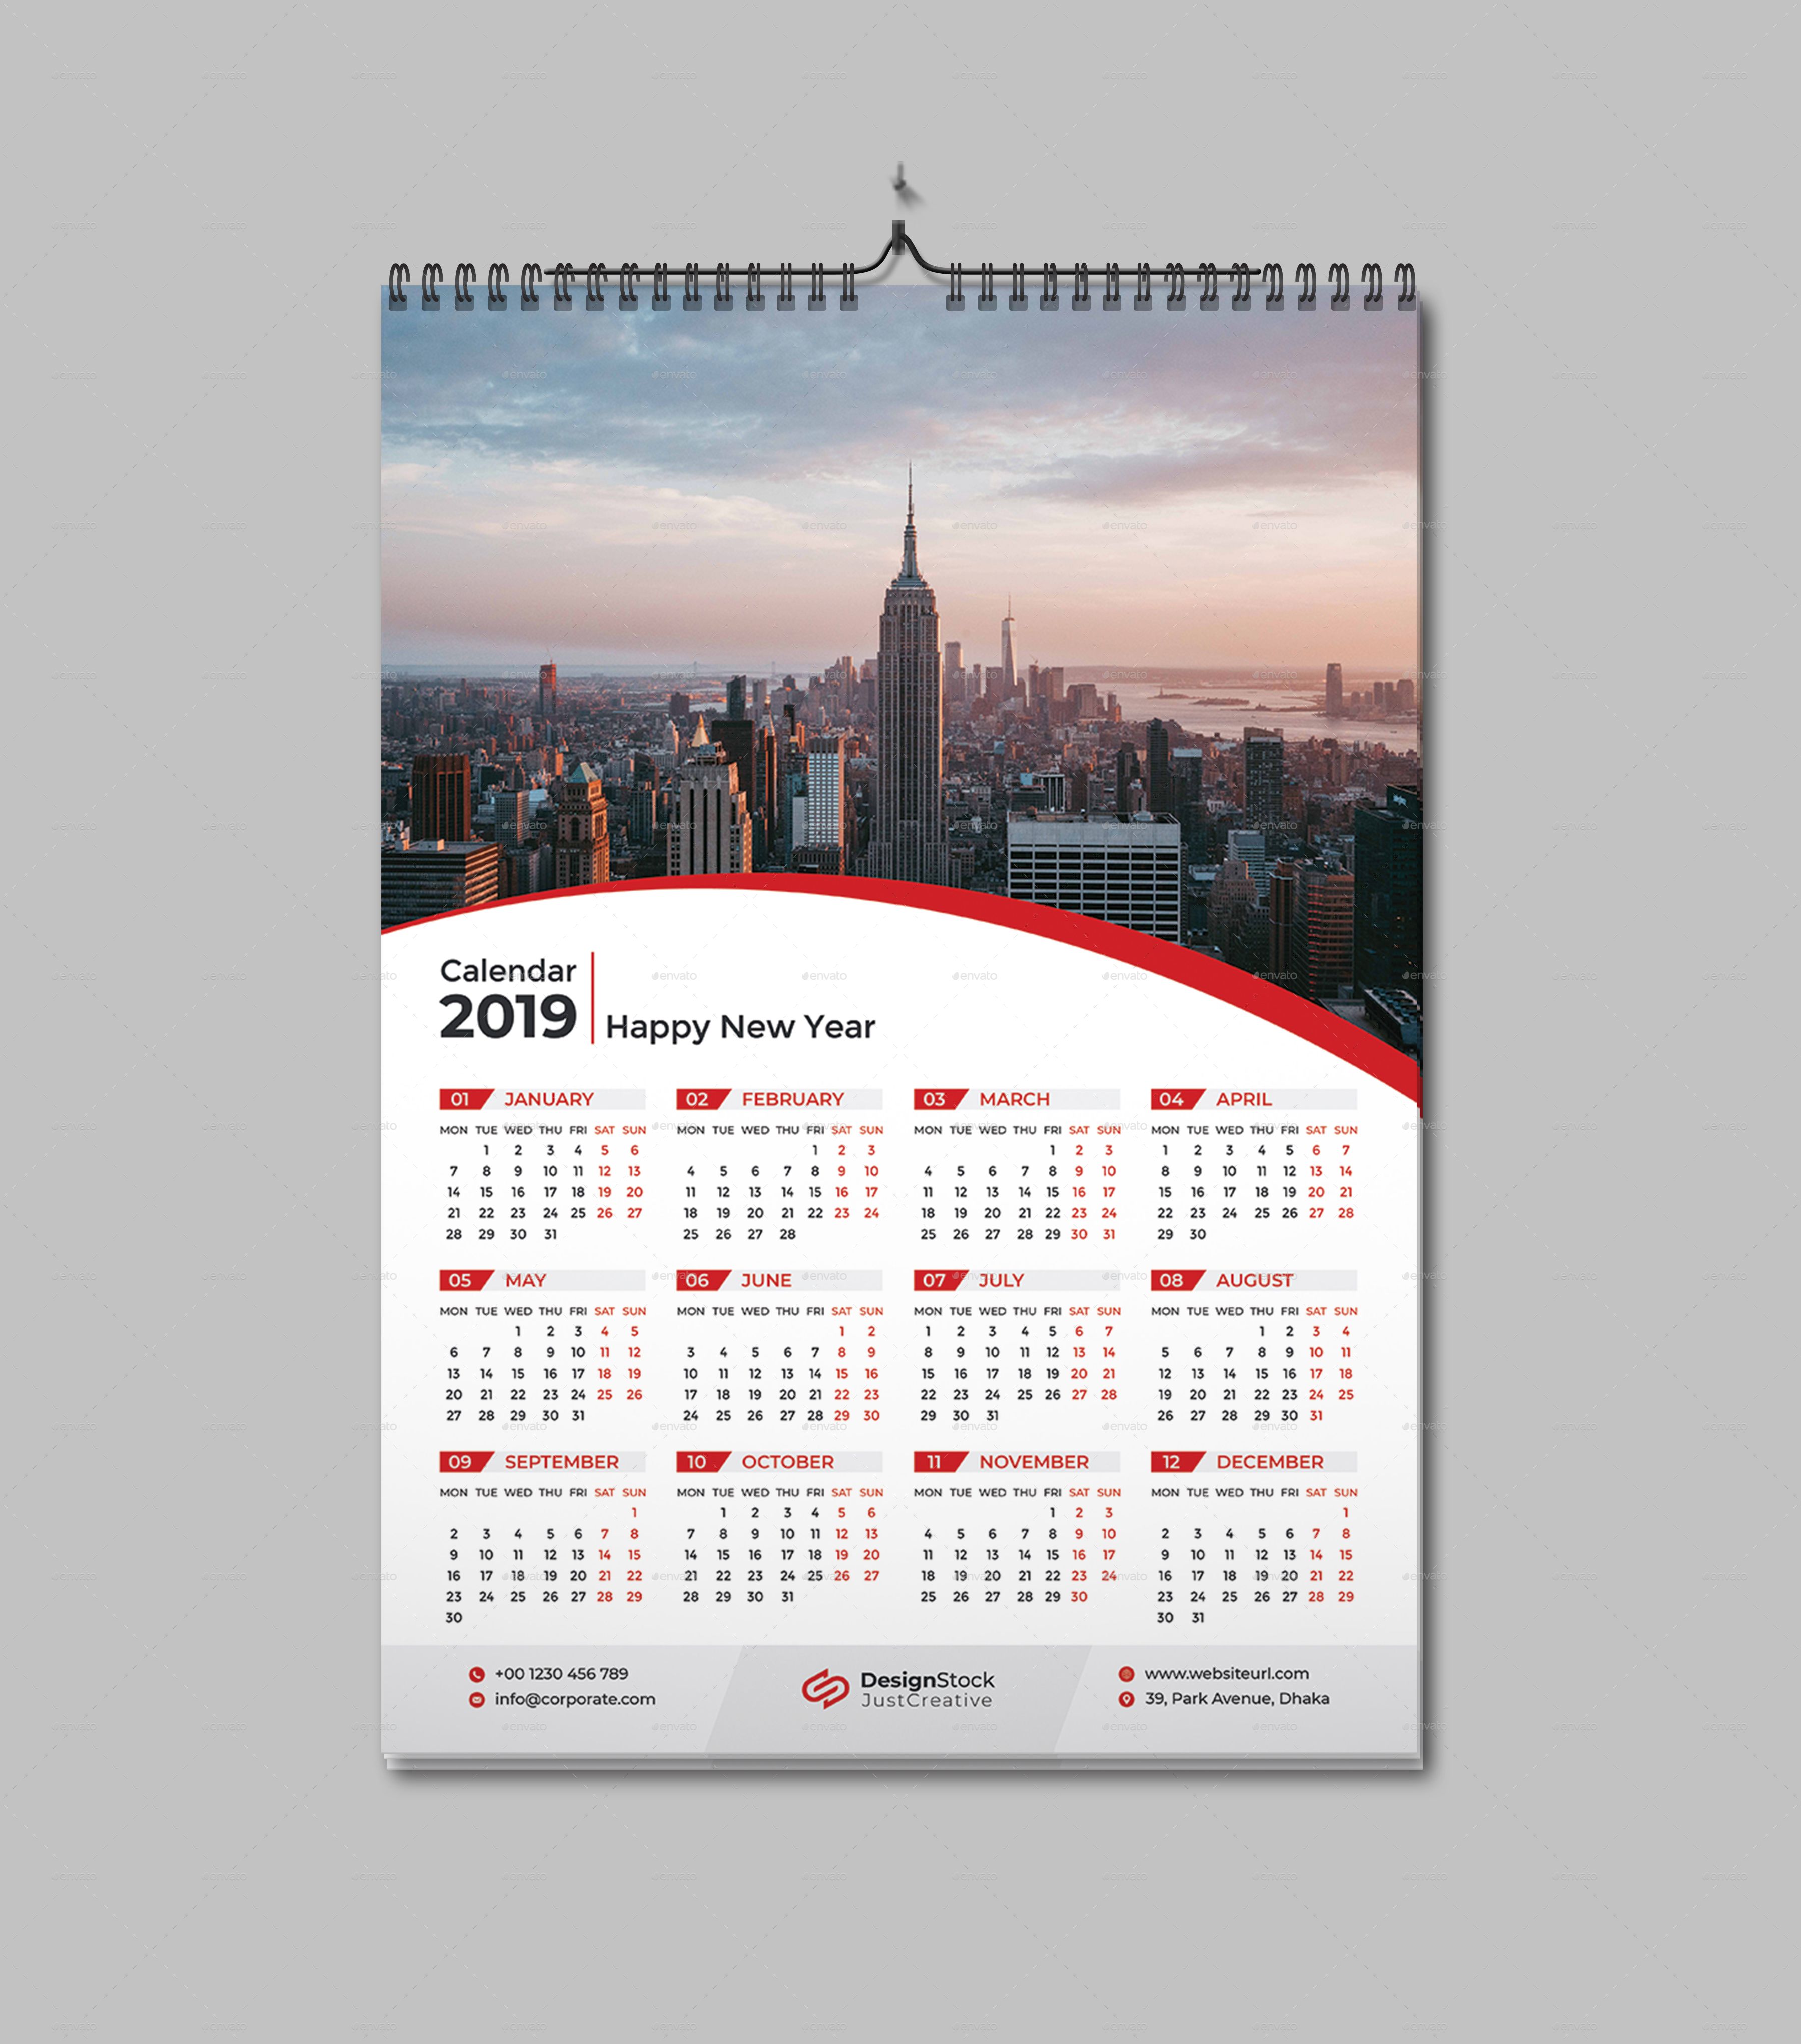 Calendar
2019
Happy New Year
01 JANUARY
MON TUE WED THU FRI SAT SUN
1 2 3 4 5 6
7 8 9 10 11 12 13
14 15 16 17 18 19 20
21 22 23 24 25 26 27
28 29 30 31
02 FEBRUARY
MON TUE WED THU FRI SAT SUN
1 2 3
4 5 6 7 8 9 10
11 12 13 14 15 16 17
18 19 20 21 22 23 24
25 26 27 28
03 MARCH
MON TUE WED THU FRI SAT SUN
1 2 3
4 5 6 7 8 9 10
11 12 13 14 15 16 17
18 19 20 21 22 23 24
25 26 27 28 29 30 31
04 APRIL
MON TUE WED THU FRI SAT SUN
1 2 3 4 5 6 7
8 9 10 11 12 13 14
15 16 17 18 19 20 21
22 23 24 25 26 27 28
29 30
05 MAY
MON TUE WED THU FRI SAT SUN
1 2 3 4 5
6 7 8 9 10 11 12
13 14 15 16 17 18 19
20 21 22 23 24 25 26
27 28 29 30 31
06 JUNE
MON TUE WED THU FRI SAT SUN
1 2
3 4 5 6 7 8 9
10 11 12 13 14 15 16
17 18 19 20 21 22 23
24 25 26 27 28 29 30
07 JULY
MON TUE WED THU FRI SAT SUN
1 2 3 4 5 6 7
8 9 10 11 12 13 14
15 16 17 18 19 20 21
22 23 24 25 26 27 28
29 30 31
08 AUGUST
MON TUE WED THU FRI SAT SUN
1 2 3 4
5 6 7 8 9 10 11
12 13 14 15 16 17 18
19 20 21 22 23 24 25
26 27 28 29 30 31
09 SEPTEMBER
MON TUE WED THU FRI SAT SUN
1
2 3 4 5 6 7 8
9 10 11 12 13 14 15
16 17 18 19 20 21 22
23 24 25 26 27 28 29
30
10 OCTOBER
MON TUE WED THU FRI SAT SUN
1 2 3 4 5 6
7 8 9 10 11 12 13
14 15 16 17 18 19 20
21 22 23 24 25 26 27
28 29 30 31
11 NOVEMBER
MON TUE WED THU FRI SAT SUN
1 2 3
4 5 6 7 8 9 10
11 12 13 14 15 16 17
18 19 20 21 22 23 24
25 26 27 28 29 30
12 DECEMBER
MON TUE WED THU FRI SAT SUN
1
2 3 4 5 6 7 8
9 10 11 12 13 14 15
16 17 18 19 20 21 22
23 24 25 26 27 28 29
30 31
+00 1230 456 789
info@corporate.com
DesignStock
JustCreative
www.websiteurl.com
39, Park Avenue, Dhaka
envato